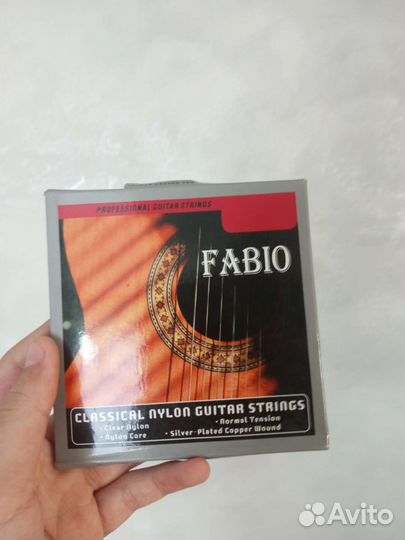 PROFESSIONAL GUITAR STRINGS
FABIO
CLASSICAL NYLON GUITAR STRINGS
• Clear Nylon • Normal Tension
• Nylon Core • Silver-Plated Copper Wound
Avito